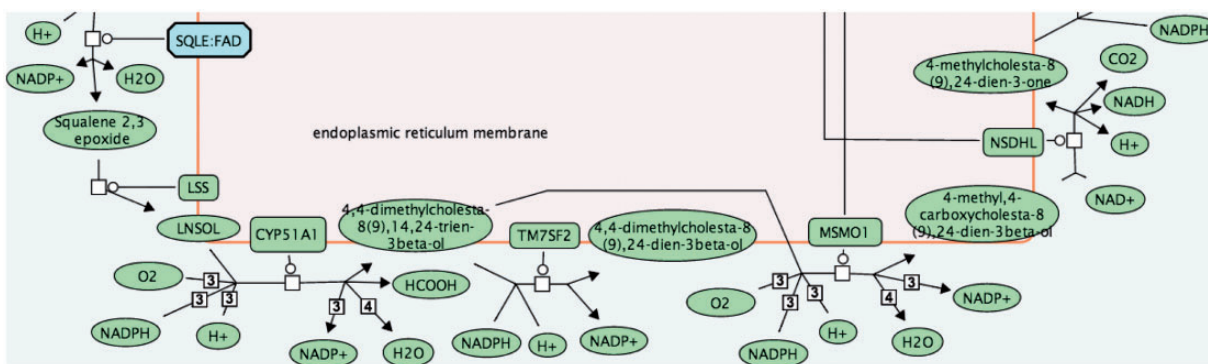 H+
SQLE:FAD
NADPH
NADP+
H2O
4-methylcholesta-8
(9),24-dien-3-one
CO2
Squalene 2,3
epoxide
endoplasmic reticulum membrane
NADH
NSDHL
H+
LSS
NAD+
LNSOL
CYP51A1
4,4-dimethylcholesta-
8(9),14,24-trien-
3beta-ol
TM7SF2
4,4-dimethylcholesta-8
(9),24-dien-3beta-ol
MSMO1
4-methyl,4-
carboxycholesta-8
(9),24-dien-3beta-ol
O2
3
3
3
NADPH
H+
HCOOH
3
4
NADP+
H2O
NADPH
H+
NADP+
O2
3
3
3
NADPH
H+
3
4
NADP+
H2O